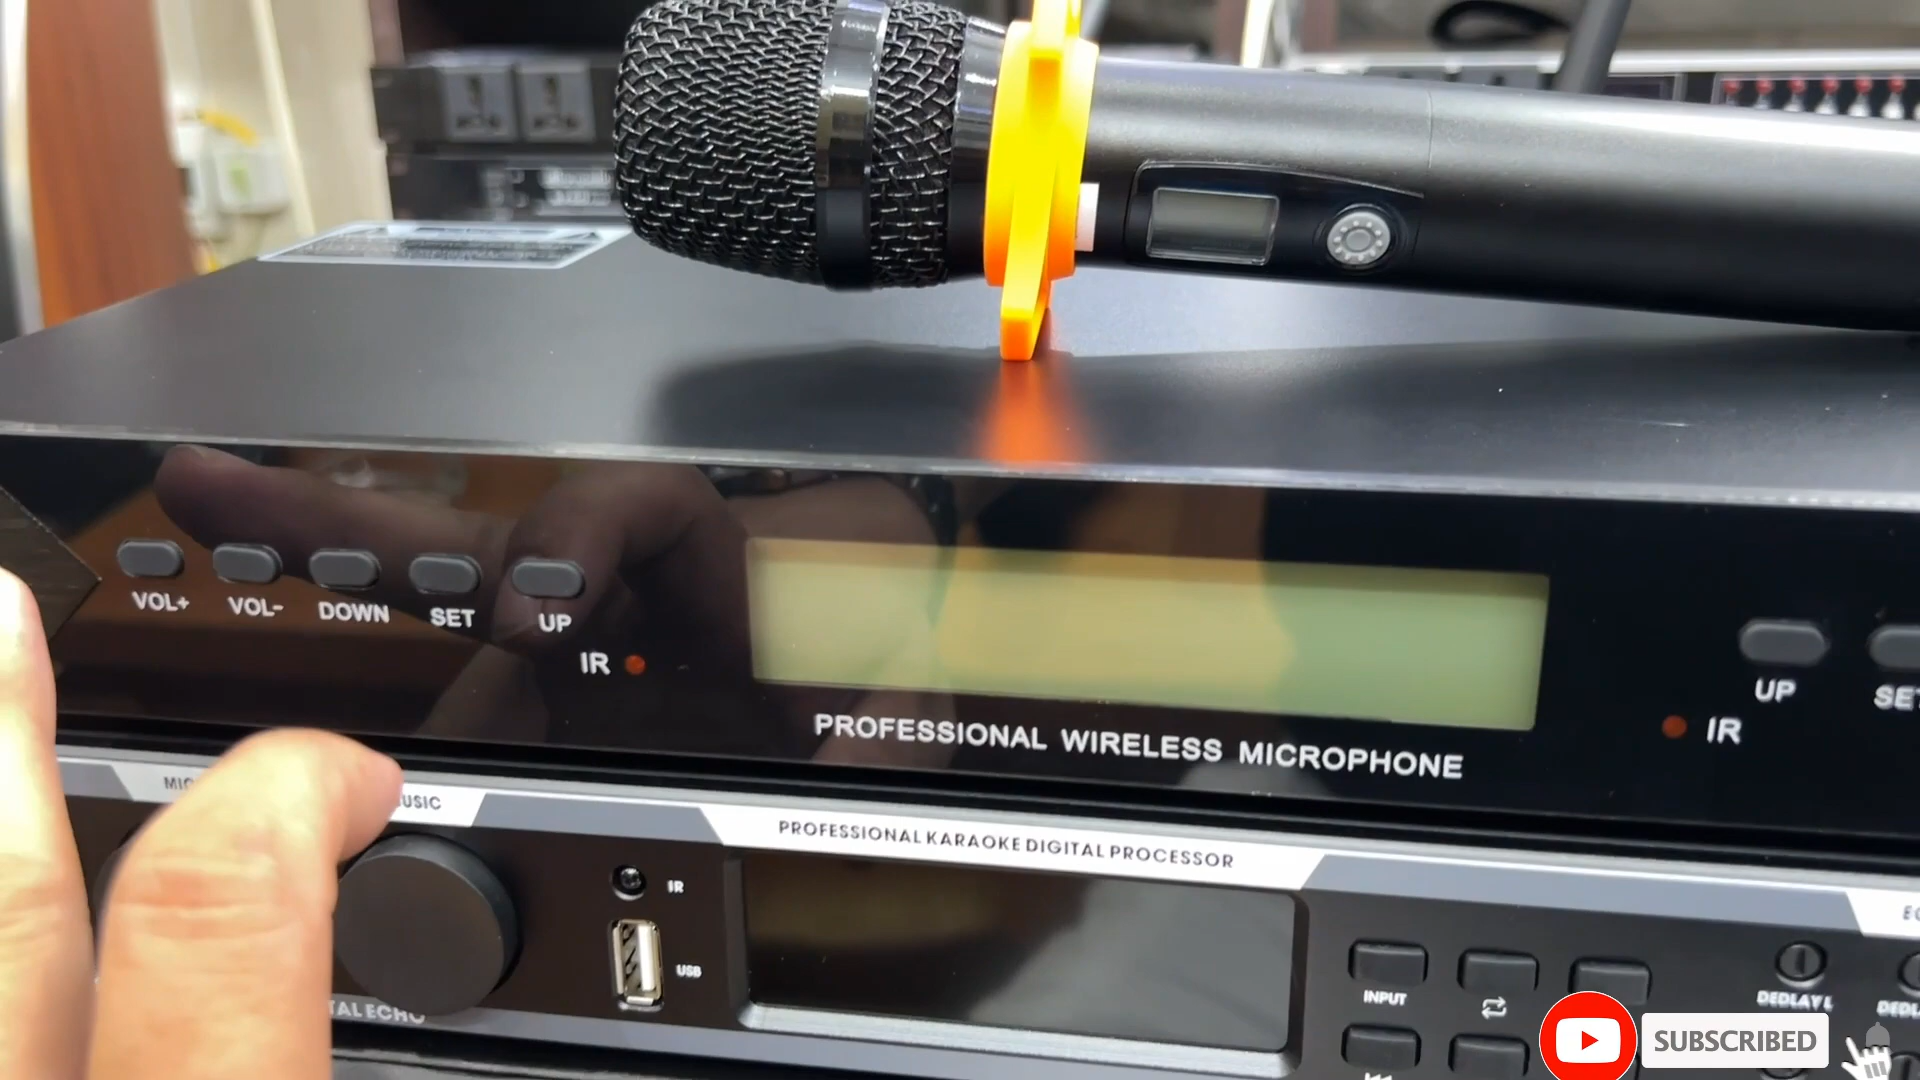 VOL+ VOL- DOWN SET UP
IR
UP
IR
PROFESSIONAL WIRELESS MICROPHONE
PROFESSIONAL KARAOKE DIGITAL PROCESSOR
IR
USB
INPUT
DEDLAY L
SUBSCRIBED